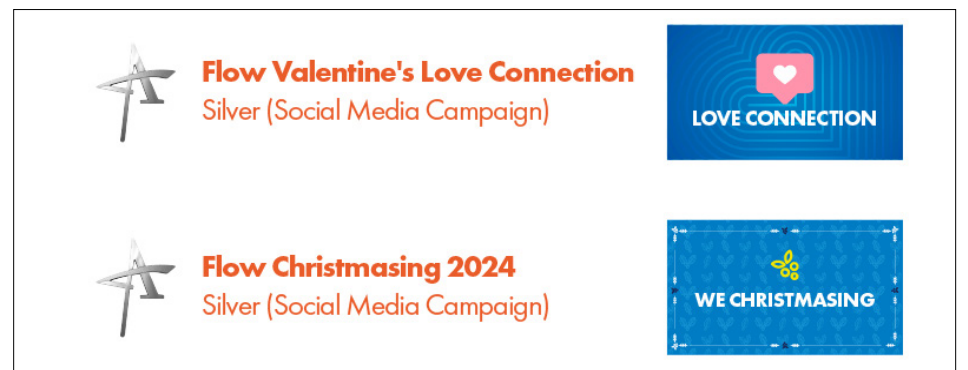 Flow Valentine's Love Connection
Silver (Social Media Campaign)
LOVE CONNECTION
Flow Christmasing 2024
Silver (Social Media Campaign)
WE CHRISTMASING